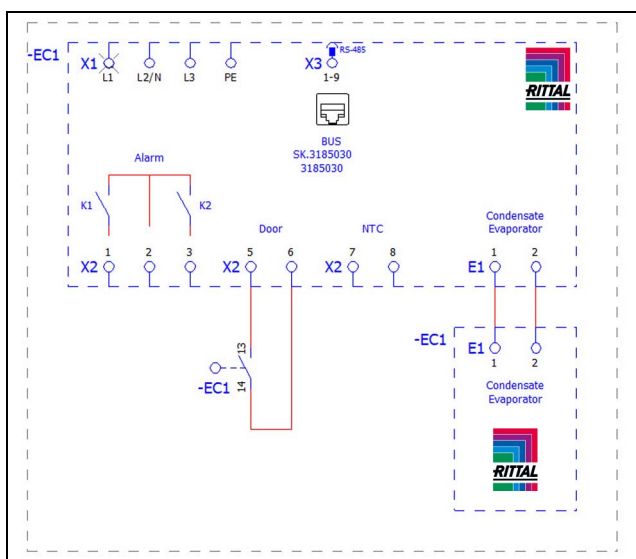 -EC1
X1
L1
L2/N
L3
PE
X3
RS-485
1-9
RITTAL
BUS
SK.3185030
3185030
Alarm
K1
K2
Door
NTC
Condensate
Evaporator
X2
1
2
3
X2
5
6
X2
7
8
E1
1
2
-EC1
13
14
-EC1
E1
1
2
Condensate
Evaporator
RITTAL